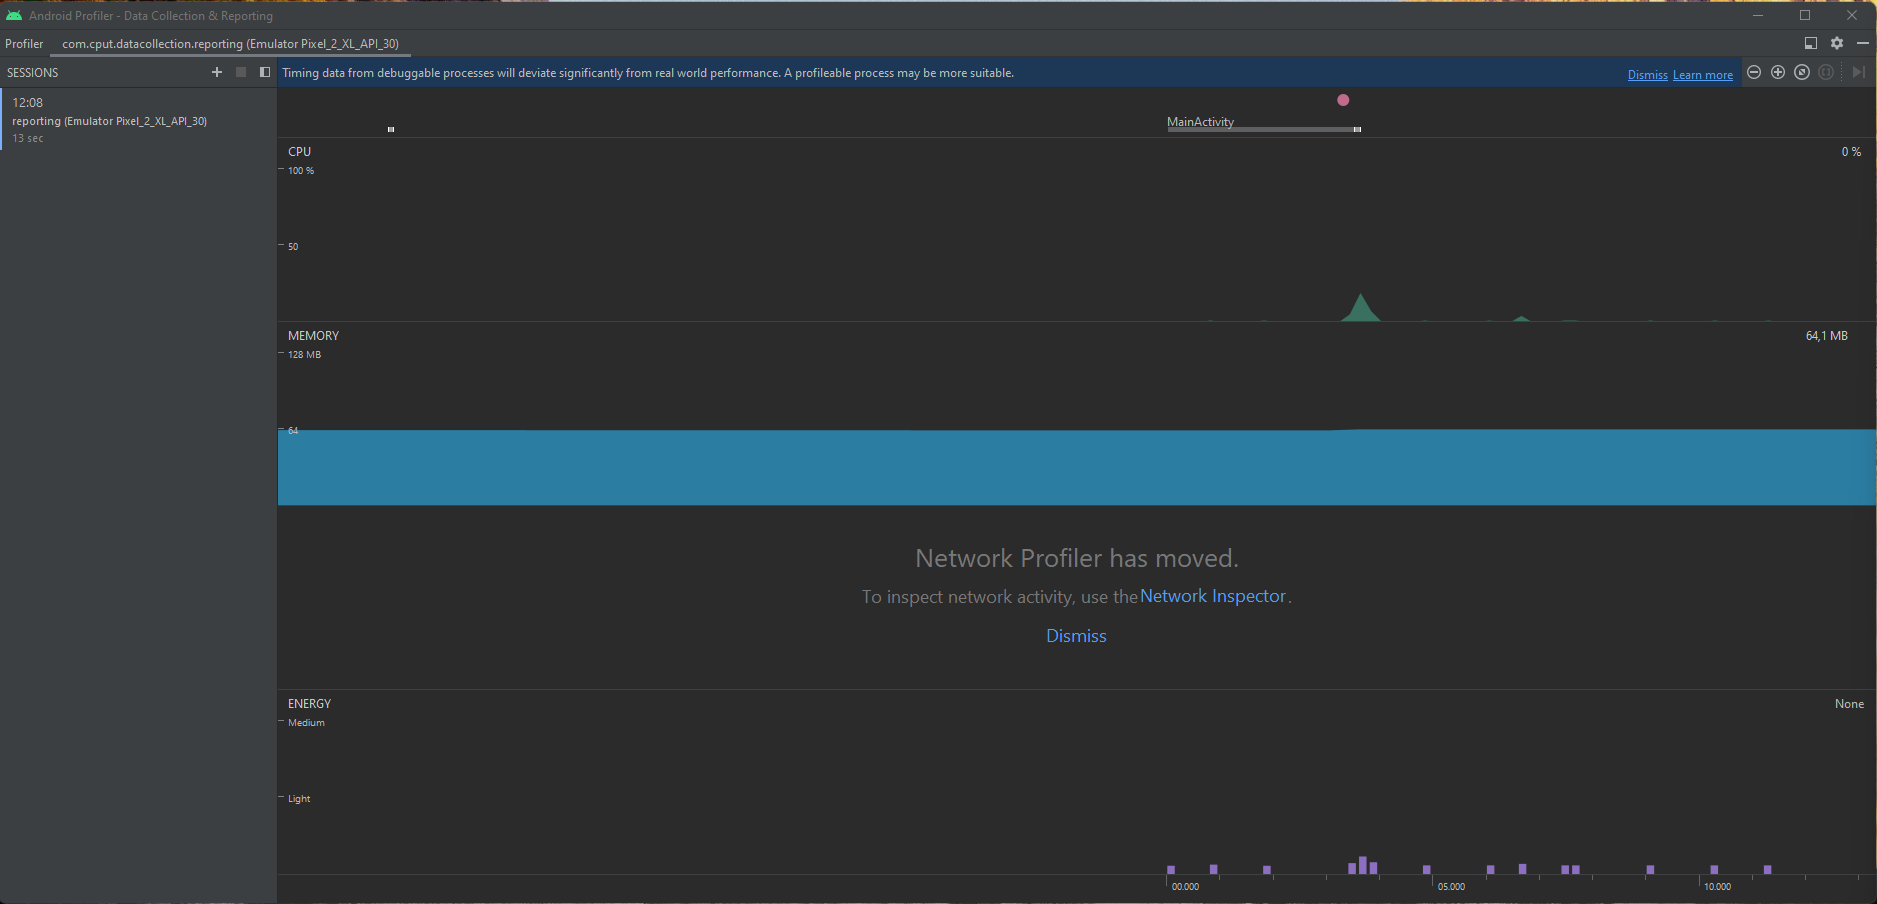 Android Profiler - Data Collection & Reporting
Profiler com.cput.datacollection.reporting (Emulator Pixel_2_XL_API_30)
SESSIONS
Timing data from debuggable processes will deviate significantly from real world performance. A profileable process may be more suitable.
Dismiss Learn more
12:08
reporting (Emulator Pixel_2_XL_API_30)
13 sec
MainActivity
CPU
0 %
100 %
50
MEMORY
64,1 MB
128 MB
64
Network Profiler has moved.
To inspect network activity, use the Network Inspector.
Dismiss
ENERGY
None
Medium
Light
00.000
05.000
10.000